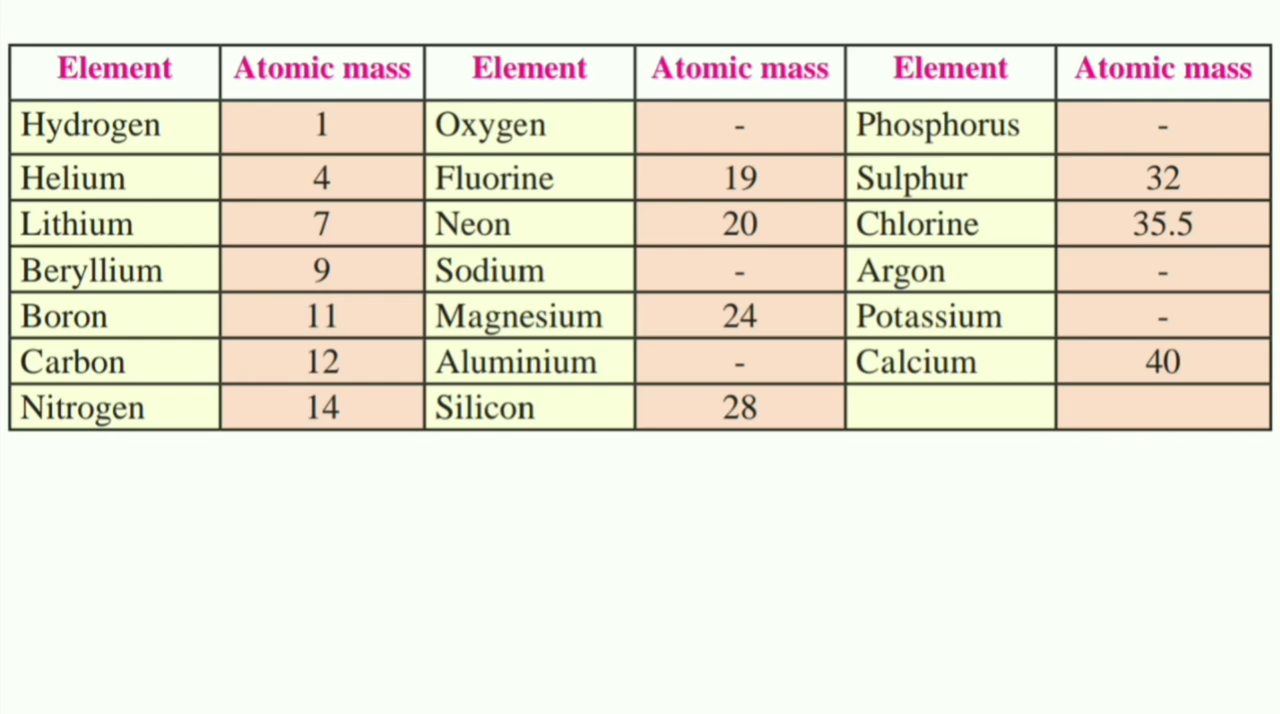 Element Atomic mass Element Atomic mass Element Atomic mass
Hydrogen 1 Oxygen - Phosphorus -
Helium 4 Fluorine 19 Sulphur 32
Lithium 7 Neon 20 Chlorine 35.5
Beryllium 9 Sodium - Argon -
Boron 11 Magnesium 24 Potassium -
Carbon 12 Aluminium - Calcium 40
Nitrogen 14 Silicon 28